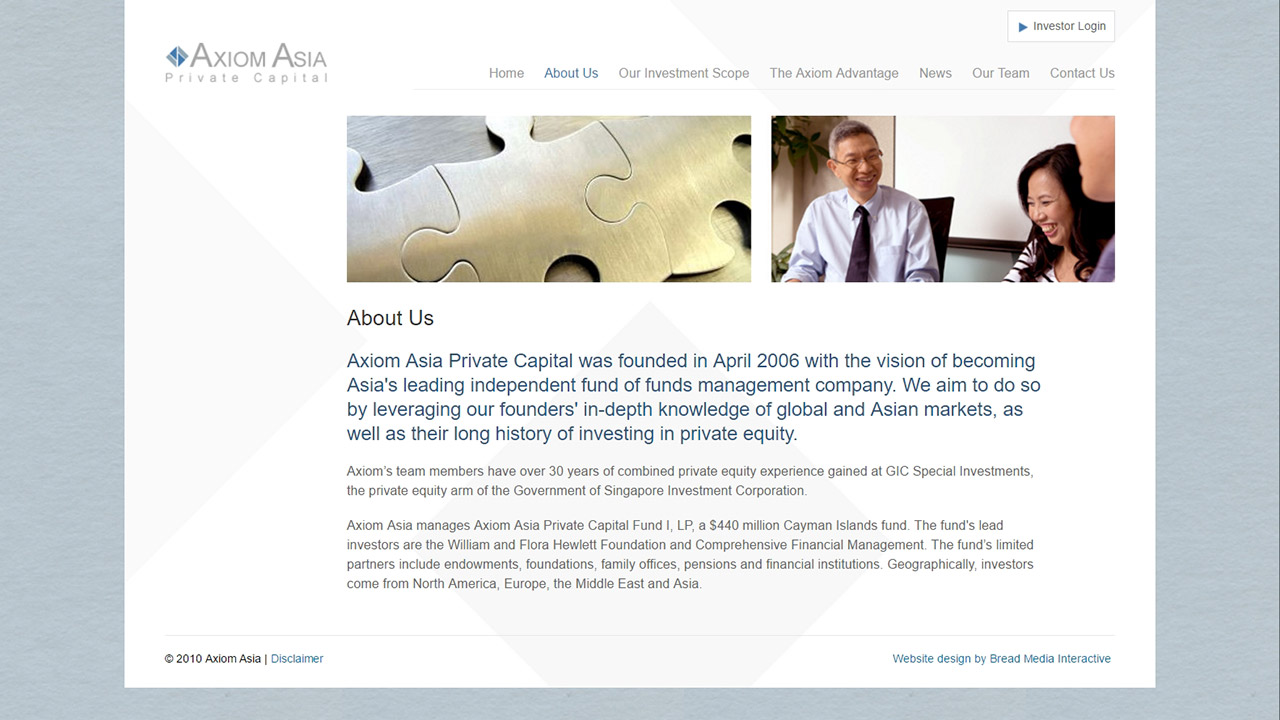 Investor Login
AXIOM ASIA
Private Capital
Home About Us Our Investment Scope The Axiom Advantage News Our Team Contact Us
About Us
Axiom Asia Private Capital was founded in April 2006 with the vision of becoming
Asia's leading independent fund of funds management company. We aim to do so
by leveraging our founders' in-depth knowledge of global and Asian markets, as
well as their long history of investing in private equity.
Axiom’s team members have over 30 years of combined private equity experience gained at GIC Special Investments,
the private equity arm of the Government of Singapore Investment Corporation.
Axiom Asia manages Axiom Asia Private Capital Fund I, LP, a $440 million Cayman Islands fund. The fund's lead
investors are the William and Flora Hewlett Foundation and Comprehensive Financial Management. The fund’s limited
partners include endowments, foundations, family offices, pensions and financial institutions. Geographically, investors
come from North America, Europe, the Middle East and Asia.
© 2010 Axiom Asia | Disclaimer
Website design by Bread Media Interactive